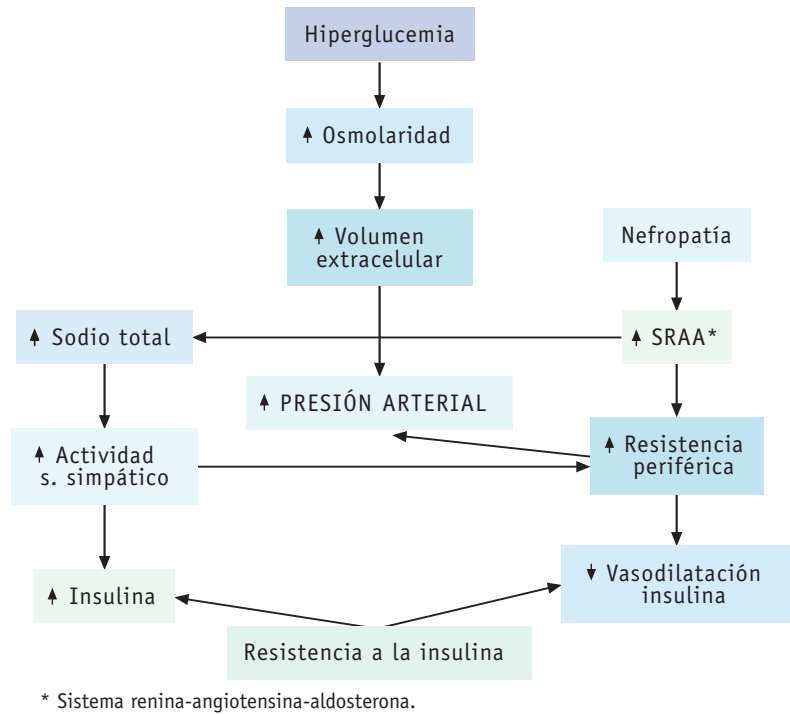 Hiperglucemia
Osmolaridad
Volumen
extracelular
Nefropatía
Sodio total
SRAA*
PRESIÓN ARTERIAL
Actividad
s. simpático
Resistencia
periférica
Insulina
Vasodilatación
insulina
Resistencia a la insulina
* Sistema renina-angiotensina-aldosterona.